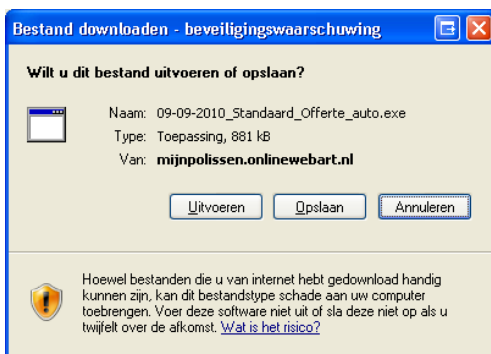 Bestand downloaden - beveiligingswaarschuwing
Wilt u dit bestand uitvoeren of opslaan?
Naam: 09-09-2010_Standaard_Offerte_auto.exe
Type: Toepassing, 881 kB
Van: mijnpolissen.onlinewebart.nl
Uitvoeren Opslaan Annuleren
Hoewel bestanden die u van internet hebt gedownload handig
kunnen zijn, kan dit bestandstype schade aan uw computer
toebrengen. Voer deze software niet uit of sla deze niet op als u
twijfelt over de afkomst. Wat is het risico?